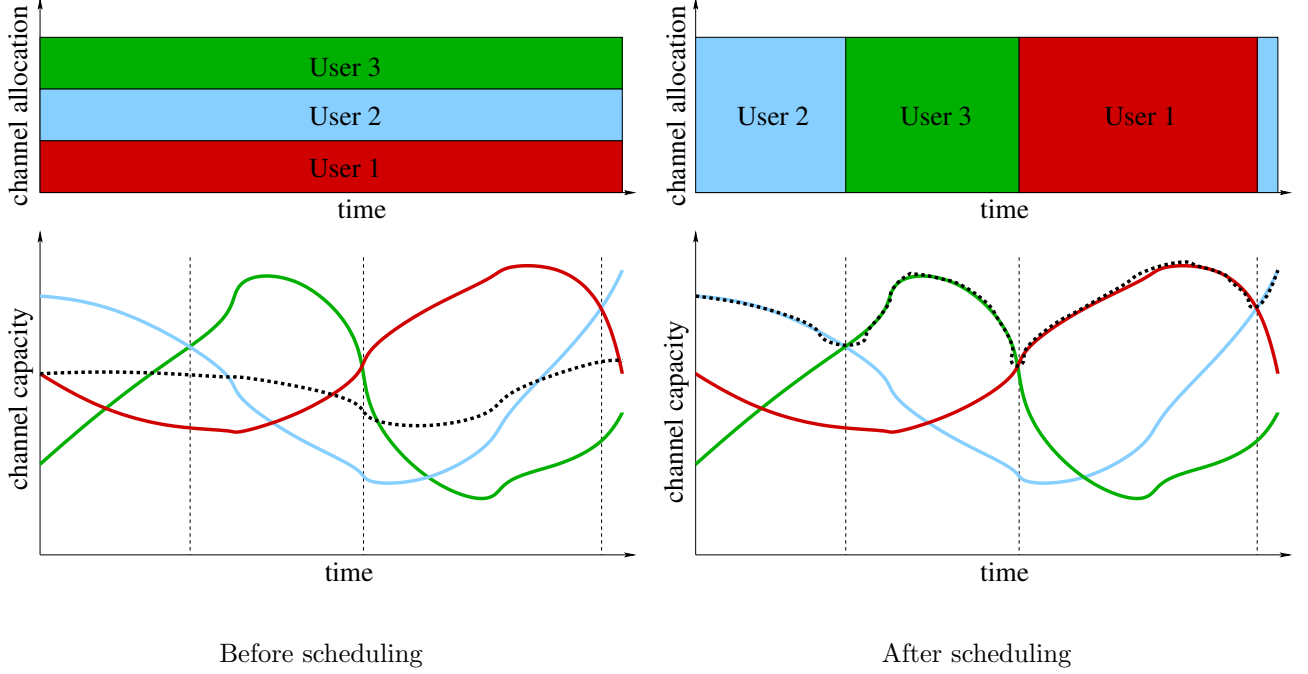 channel allocation
User 3
User 2
User 1
time
channel allocation
User 2
User 3
User 1
time
channel capacity
time
channel capacity
time
Before scheduling
After scheduling